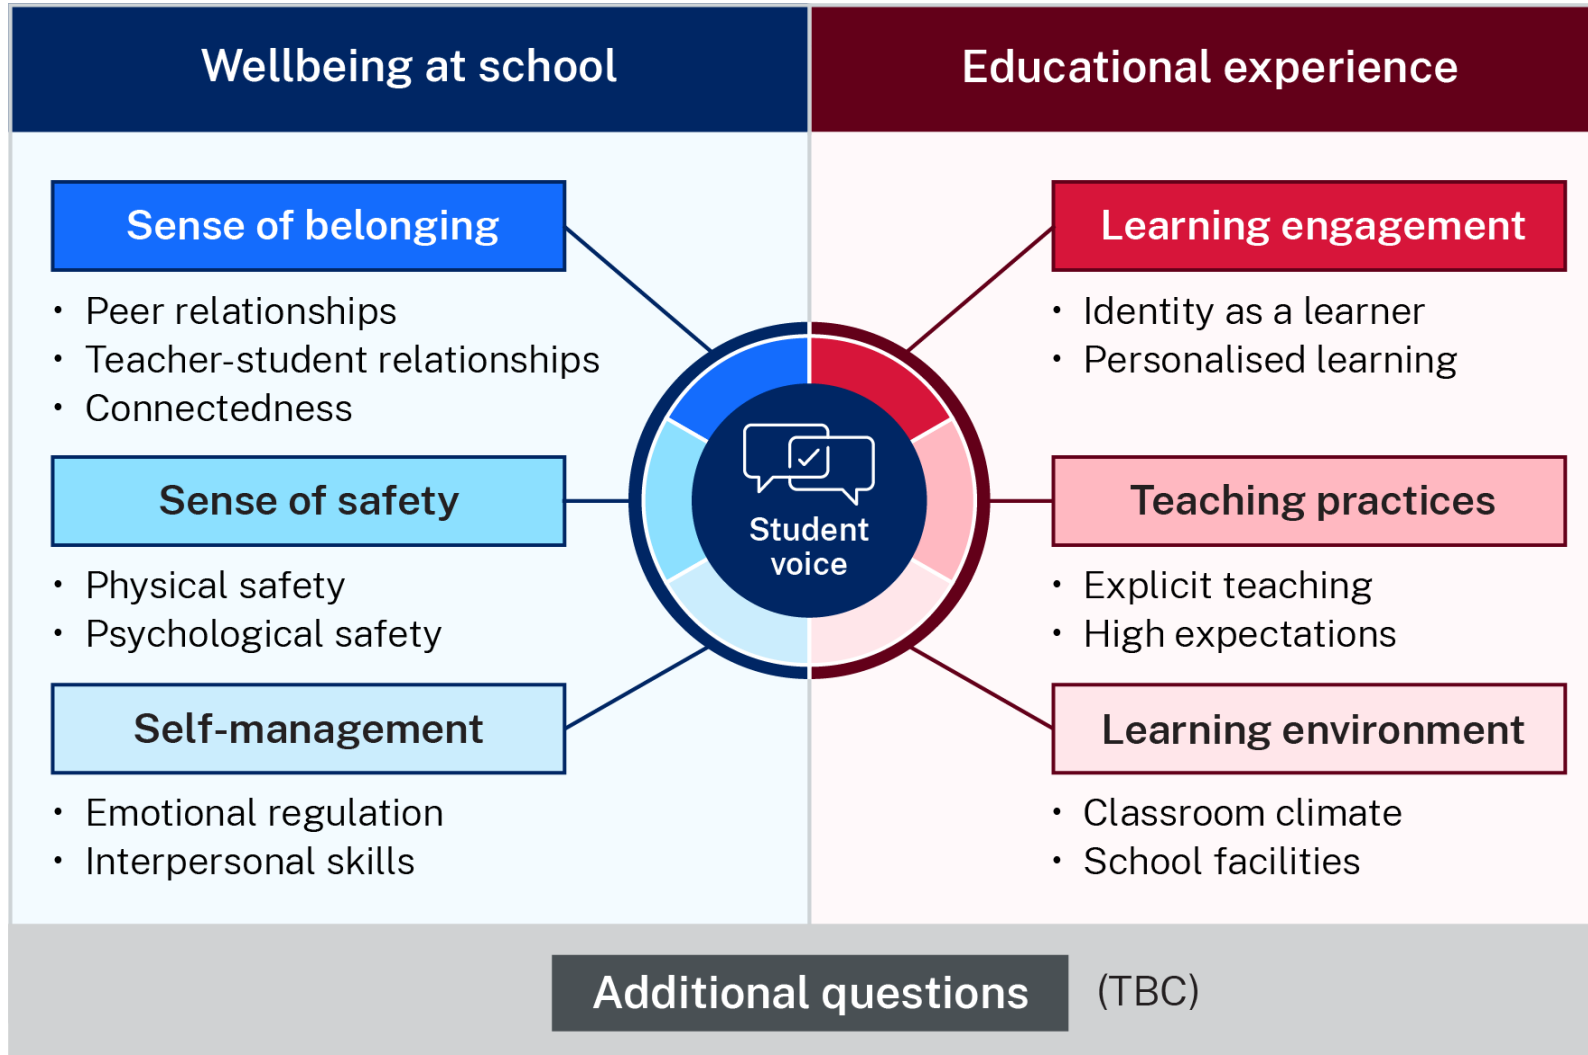 Wellbeing at school
Educational experience
Sense of belonging
• Peer relationships
• Teacher-student relationships
• Connectedness
Sense of safety
• Physical safety
• Psychological safety
Self-management
• Emotional regulation
• Interpersonal skills
Student
voice
Learning engagement
• Identity as a learner
• Personalised learning
Teaching practices
• Explicit teaching
• High expectations
Learning environment
• Classroom climate
• School facilities
Additional questions (TBC)